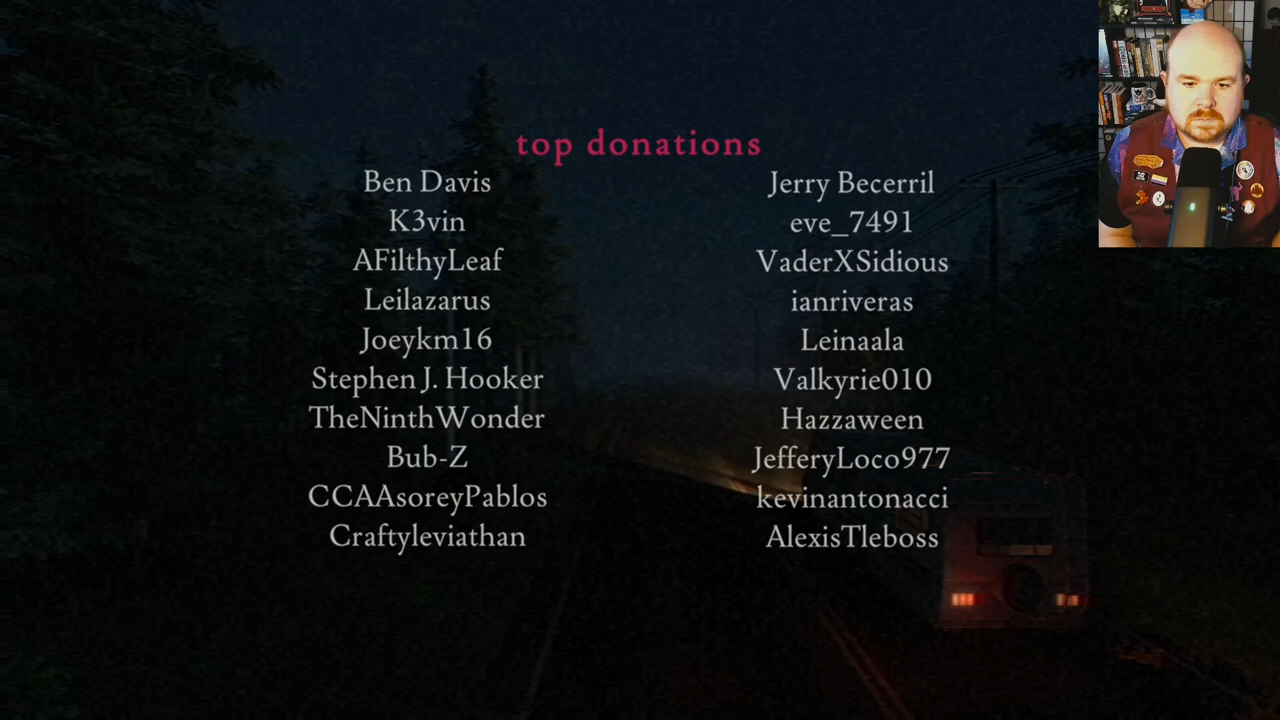 top donations
Ben Davis
K3vin
AFilthyLeaf
Leilazarus
Joeykm16
Stephen J. Hooker
TheNinthWonder
Bub-Z
CCAAsoreyPablos
Craftyleviathan
Jerry Becerril
eve_7491
VaderXSidious
ianriveras
Leinaala
Valkyrie010
Hazzaween
JefferyLoco977
kevinantonacci
AlexisTleboss